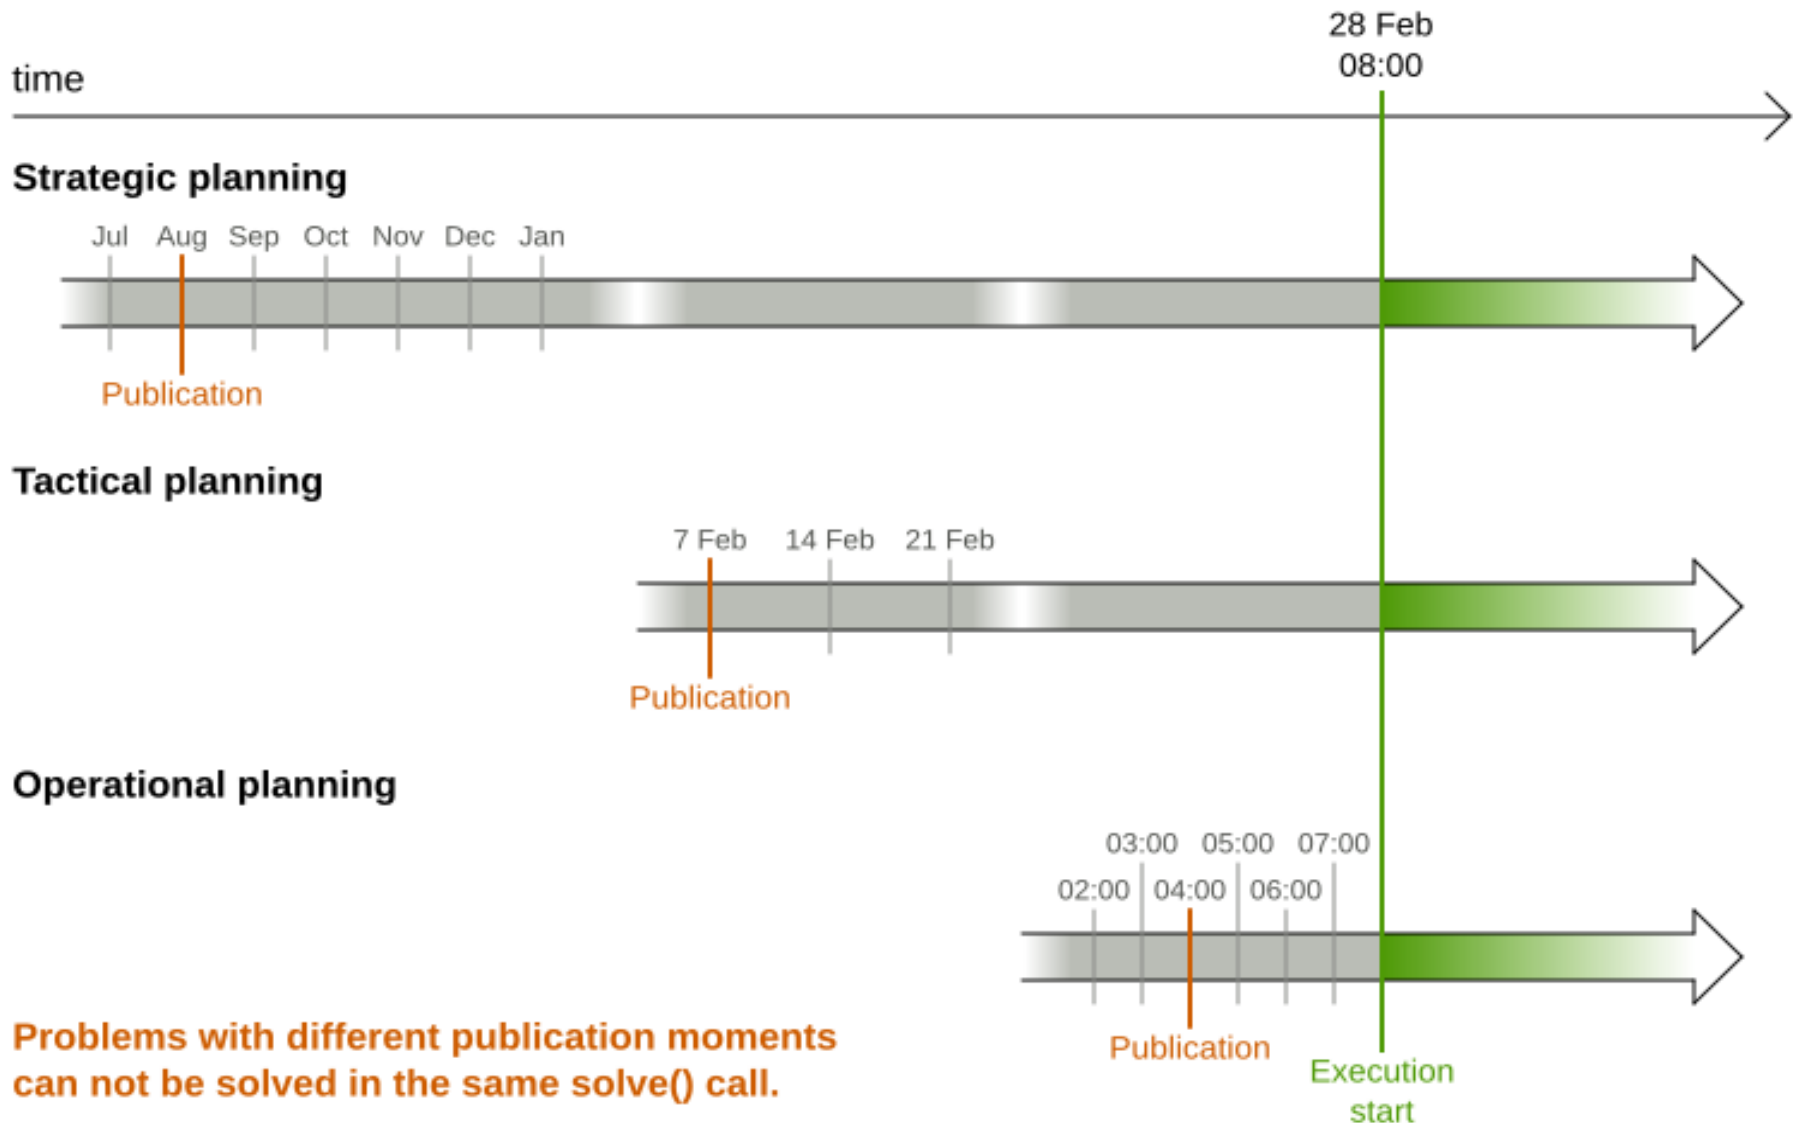 28 Feb
08:00
time
Strategic planning
Jul Aug Sep Oct Nov Dec Jan
Publication
Tactical planning
7 Feb 14 Feb 21 Feb
Publication
Operational planning
03:00 05:00 07:00
02:00 04:00 06:00
Publication
Execution
start
Problems with different publication moments
can not be solved in the same solve() call.